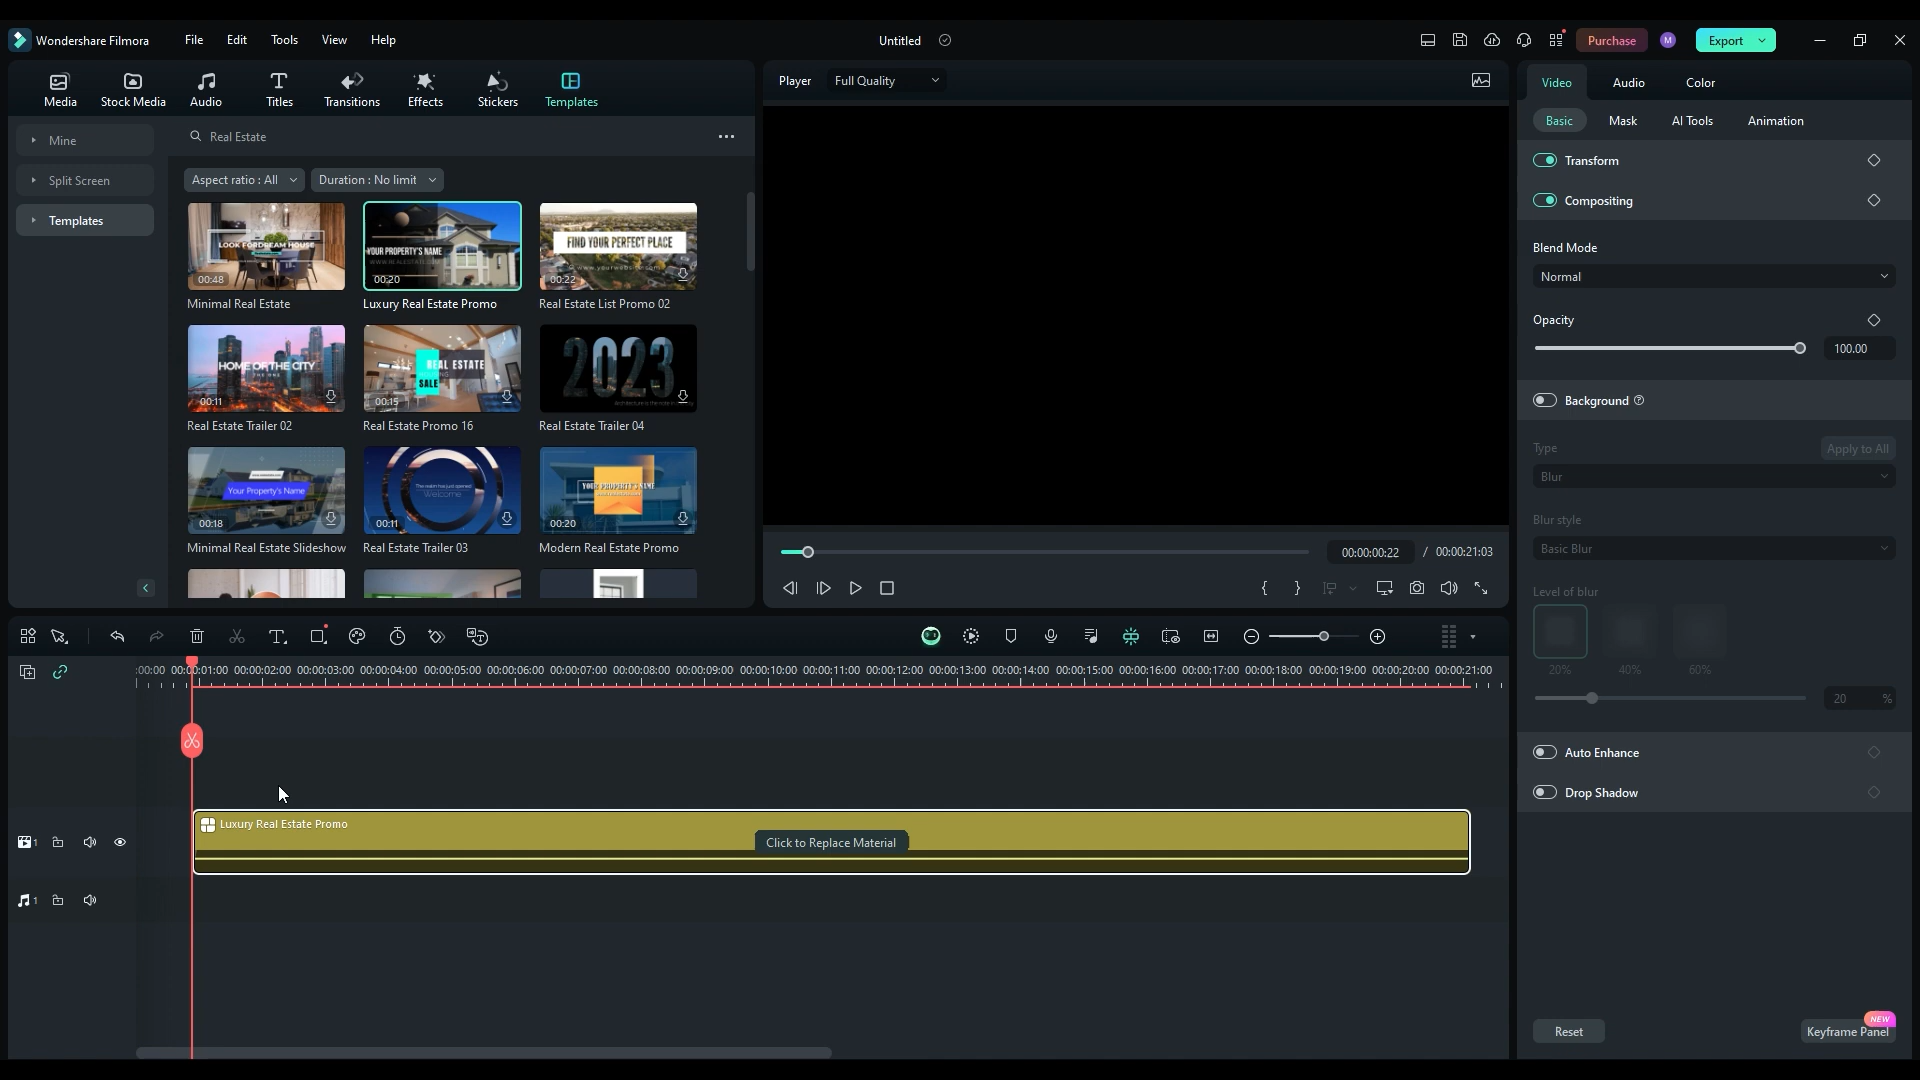 Wondershare Filmora
File Edit Tools View Help
Untitled
Purchase
M
Export
Media
Stock Media
Audio
Titles
Transitions
Effects
Stickers
Templates
Player
Full Quality
Video
Audio
Color
Mine
Split Screen
Templates
Real Estate
Aspect ratio : All
Duration : No limit
LOOK FORDREAM HOUSE
00:48
Minimal Real Estate
YOUR PROPERTY'S NAME
00:20
Luxury Real Estate Promo
FIND YOUR PERFECT PLACE
www.yourwebsite.com
00:22
Real Estate List Promo 02
HOME OF THE CITY
00:11
Real Estate Trailer 02
REAL ESTATE
SALE
00:15
Real Estate Promo 16
2023
Real Estate Trailer 04
Your Property's Name
00:18
Minimal Real Estate Slideshow
Welcome
00:11
Real Estate Trailer 03
YOUR PROPERTY'S NAME
00:20
Modern Real Estate Promo
00:00:00:22 / 00:00:21:03
Basic
Mask
AI Tools
Animation
Transform
Compositing
Blend Mode
Normal
Opacity
100.00
Background
Type
Apply to All
Blur
Blur style
Basic Blur
Level of blur
20%
40%
60%
20 %
Auto Enhance
Drop Shadow
Reset
NEW
Keyframe Panel
:00:00 00:00:01:00 00:00:02:00 00:00:03:00 00:00:04:00 00:00:05:00 00:00:06:00 00:00:07:00 00:00:08:00 00:00:09:00 00:00:10:00 00:00:11:00 00:00:12:00 00:00:13:00 00:00:14:00 00:00:15:00 00:00:16:00 00:00:17:00 00:00:18:00 00:00:19:00 00:00:20:00 00:00:21:00
Luxury Real Estate Promo
Click to Replace Material
1
1